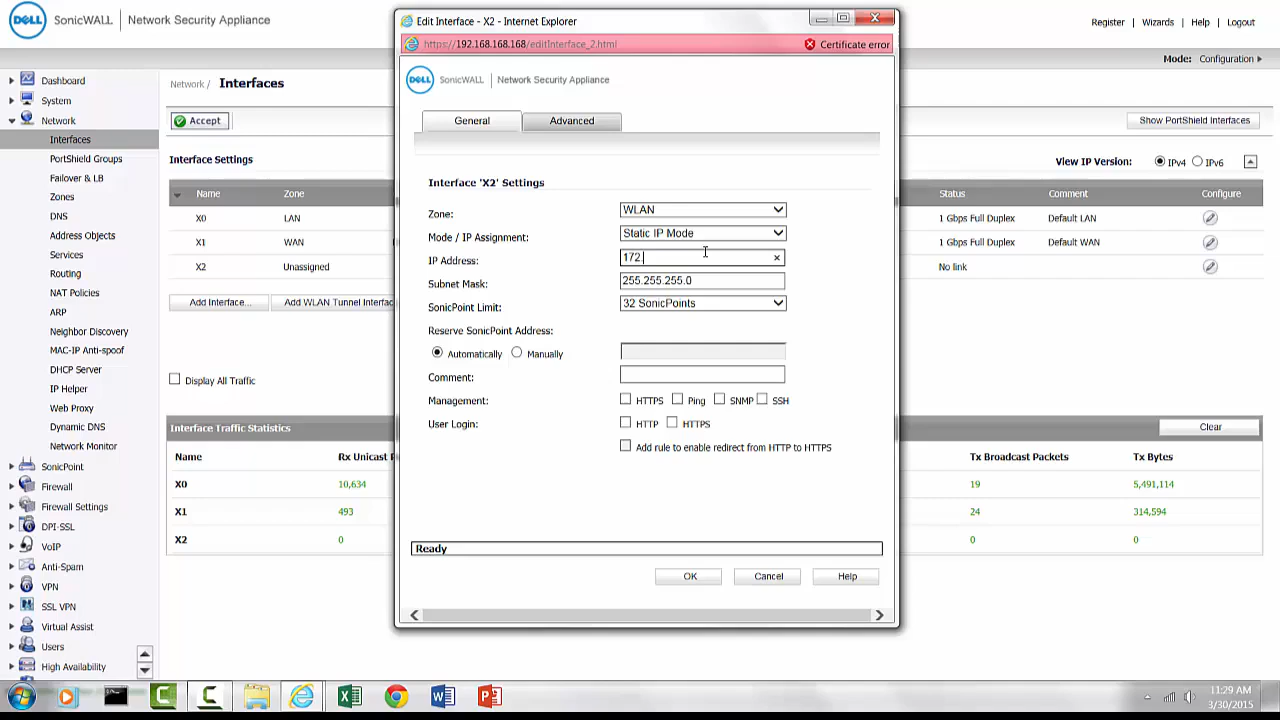 DELL SonicWALL | Network Security Appliance
Register | Wizards | Help | Logout
Mode: Configuration
Dashboard
System
Network
Interfaces
PortShield Groups
Failover & LB
Zones
DNS
Address Objects
Services
Routing
NAT Policies
ARP
Neighbor Discovery
MAC-IP Anti-spoof
DHCP Server
IP Helper
Web Proxy
Dynamic DNS
Network Monitor
SonicPoint
Firewall
Firewall Settings
DPI-SSL
VoIP
Anti-Spam
VPN
SSL VPN
Virtual Assist
Users
High Availability
Network / Interfaces
Accept
Show PortShield Interfaces
Interface Settings
View IP Version: IPv4 IPv6
Name Zone Status Comment Configure
X0 LAN 1 Gbps Full Duplex Default LAN
X1 WAN 1 Gbps Full Duplex Default WAN
X2 Unassigned No link
Add Interface... Add WLAN Tunnel Interfac
Display All Traffic
Interface Traffic Statistics Clear
Name Rx Unicast Tx Broadcast Packets Tx Bytes
X0 10,634 19 5,491,114
X1 493 24 314,594
X2 0 0 0
Edit Interface - X2 - Internet Explorer
https://192.168.168.168/editInterface_2.html Certificate error
DELL SonicWALL | Network Security Appliance
General Advanced
Interface 'X2' Settings
Zone: WLAN
Mode / IP Assignment: Static IP Mode
IP Address: 172
Subnet Mask: 255.255.255.0
SonicPoint Limit: 32 SonicPoints
Reserve SonicPoint Address:
Automatically Manually
Comment:
Management: HTTPS Ping SNMP SSH
User Login: HTTP HTTPS
Add rule to enable redirect from HTTP to HTTPS
Ready
OK Cancel Help
11:29 AM
3/30/2015